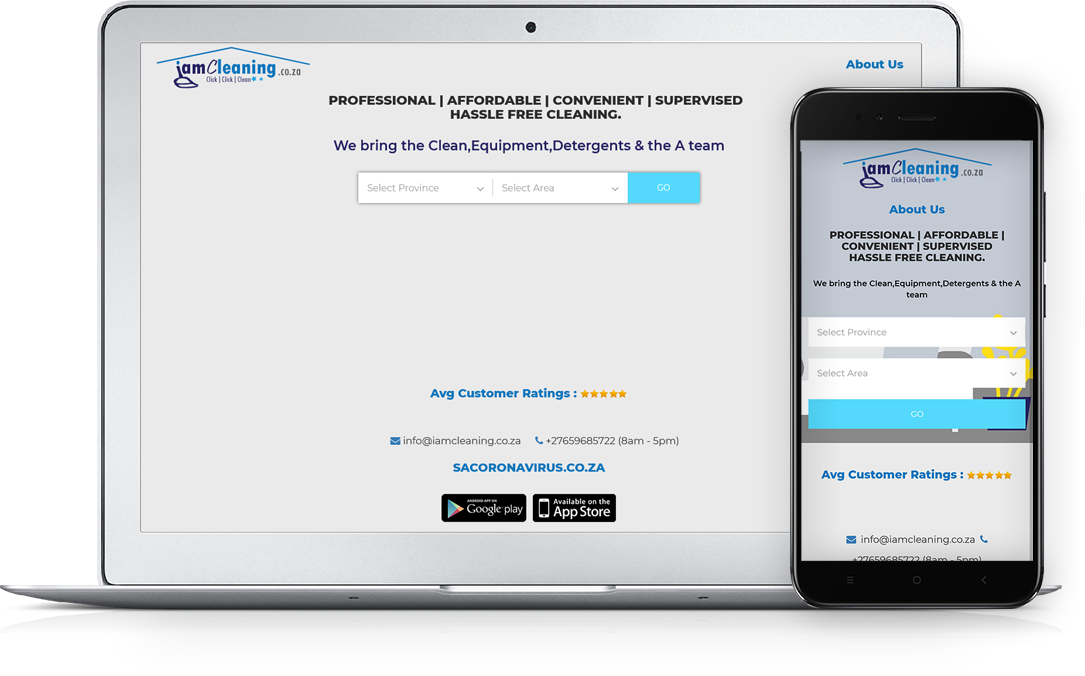 iamCleaning.co.za
Click | Click | Clean
About Us
PROFESSIONAL | AFFORDABLE | CONVENIENT | SUPERVISED
HASSLE FREE CLEANING.
We bring the Clean,Equipment,Detergents & the A team
Select Province
Select Area
GO
Avg Customer Ratings :
info@iamcleaning.co.za
+27659685722 (8am - 5pm)
SACORONAVIRUS.CO.ZA
ANDROID APP ON
Google play
Available on the
App Store
iamCleaning.co.za
Click | Click | Clean
About Us
PROFESSIONAL | AFFORDABLE |
CONVENIENT | SUPERVISED
HASSLE FREE CLEANING.
We bring the Clean,Equipment,Detergents & the A
team
Select Province
Select Area
GO
Avg Customer Ratings :
info@iamcleaning.co.za
+27659685722 (8am - 5pm)